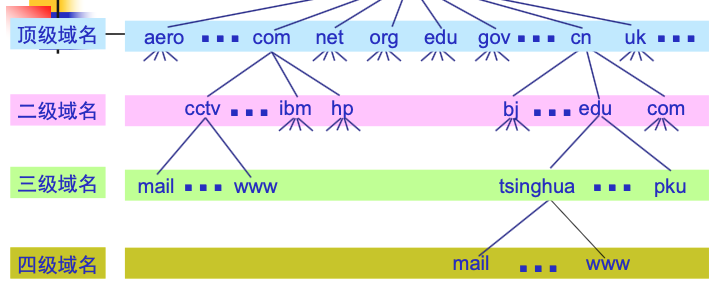 顶级域名 aero ... com net org edu gov ... cn uk ...
二级域名 cctv ... ibm hp bj ... edu com
三级域名 mail ... www tsinghua ... pku
四级域名 mail ... www